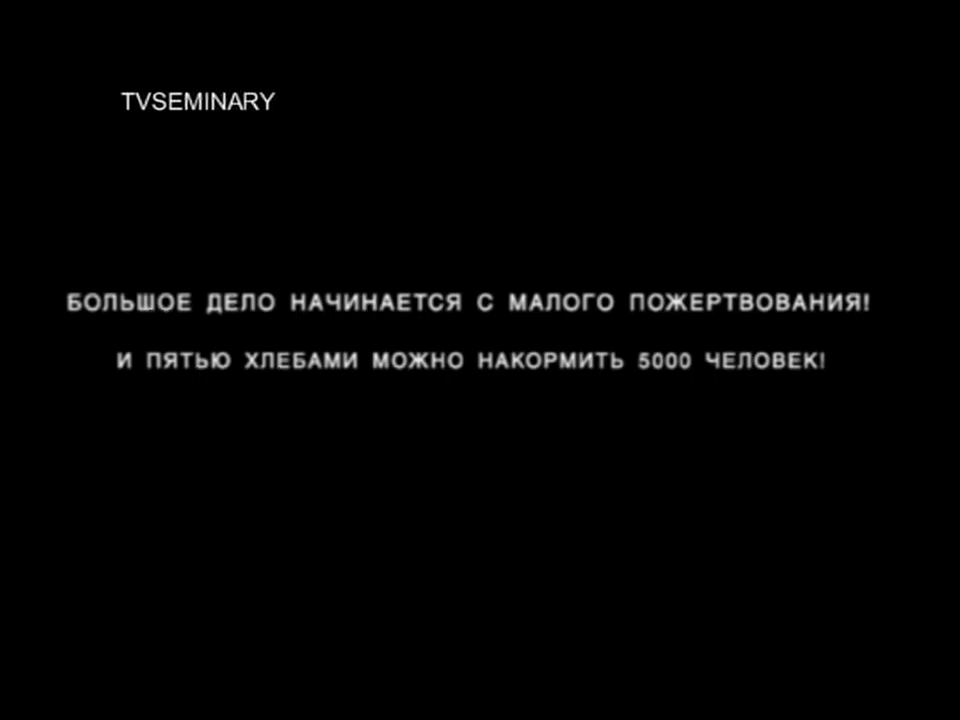 TVSEMINARY
БОЛЬШОЕ ДЕЛО НАЧИНАЕТСЯ С МАЛОГО ПОЖЕРТВОВАНИЯ!
И ПЯТЬЮ ХЛЕБАМИ МОЖНО НАКОРМИТЬ 5000 ЧЕЛОВЕК!